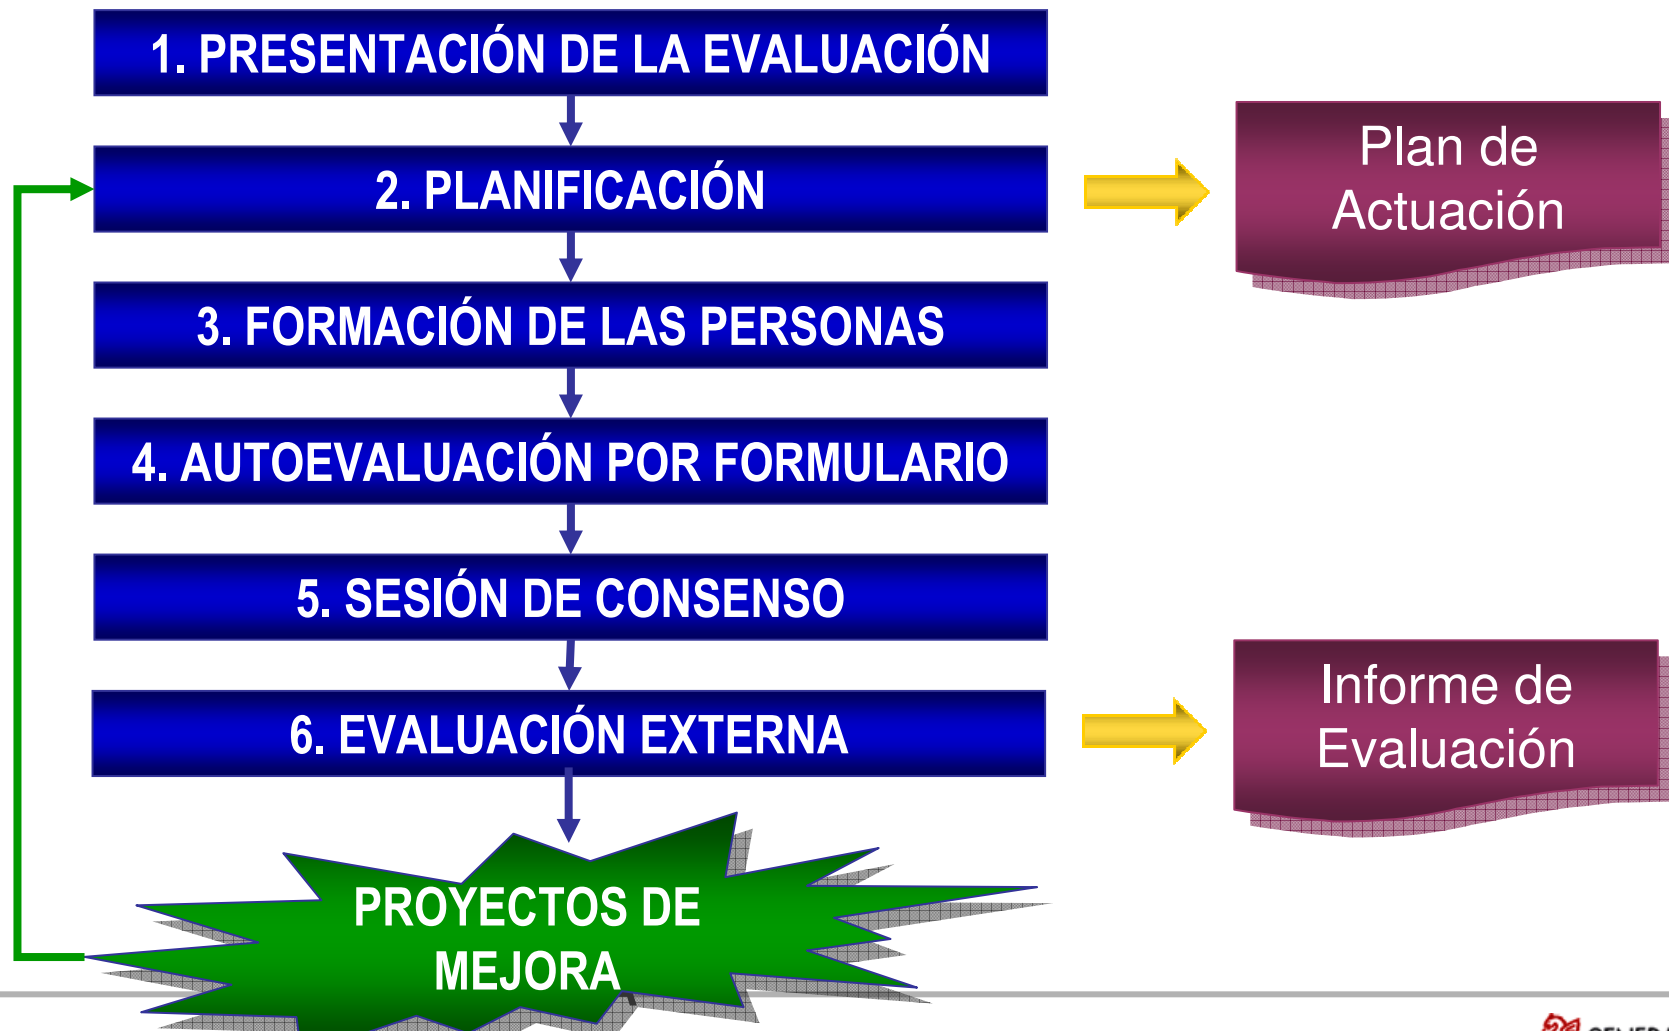 1. PRESENTACIÓN DE LA EVALUACIÓN
2. PLANIFICACIÓN
Plan de
Actuación
3. FORMACIÓN DE LAS PERSONAS
4. AUTOEVALUACIÓN POR FORMULARIO
5. SESIÓN DE CONSENSO
6. EVALUACIÓN EXTERNA
Informe de
Evaluación
PROYECTOS DE
MEJORA